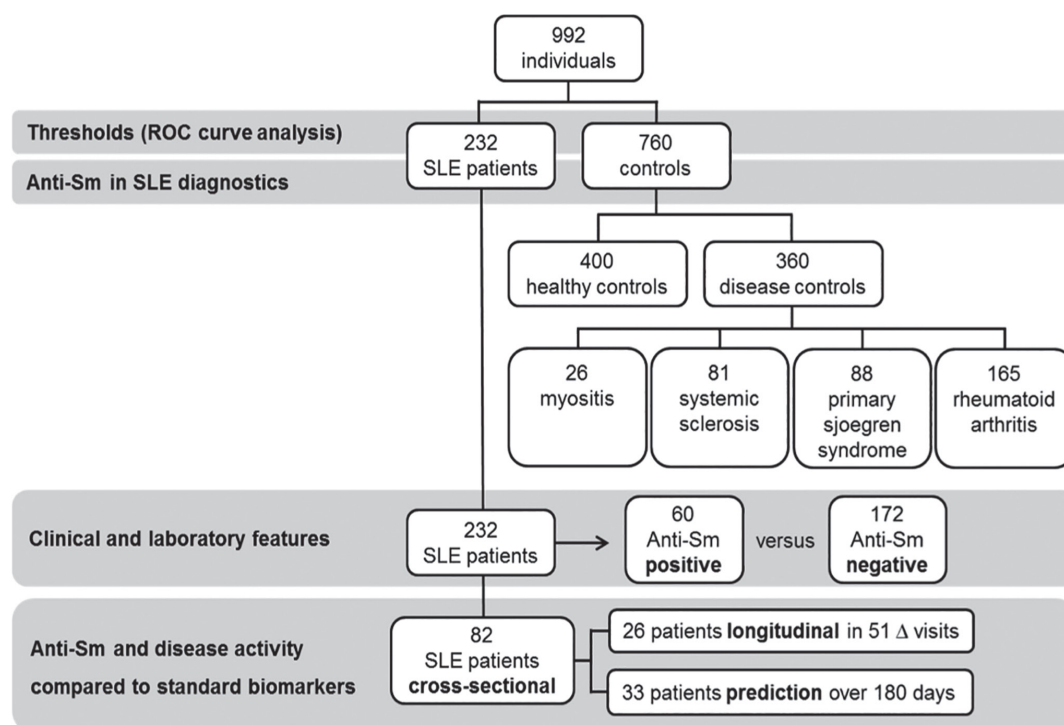 992
individuals
Thresholds (ROC curve analysis)
232
SLE patients
760
controls
Anti-Sm in SLE diagnostics
400
healthy controls
360
disease controls
26
myositis
81
systemic
sclerosis
88
primary
sjoegren
syndrome
165
rheumatoid
arthritis
Clinical and laboratory features
232
SLE patients
60
Anti-Sm
positive
versus
172
Anti-Sm
negative
Anti-Sm and disease activity
compared to standard biomarkers
82
SLE patients
cross-sectional
26 patients longitudinal in 51 Δ visits
33 patients prediction over 180 days